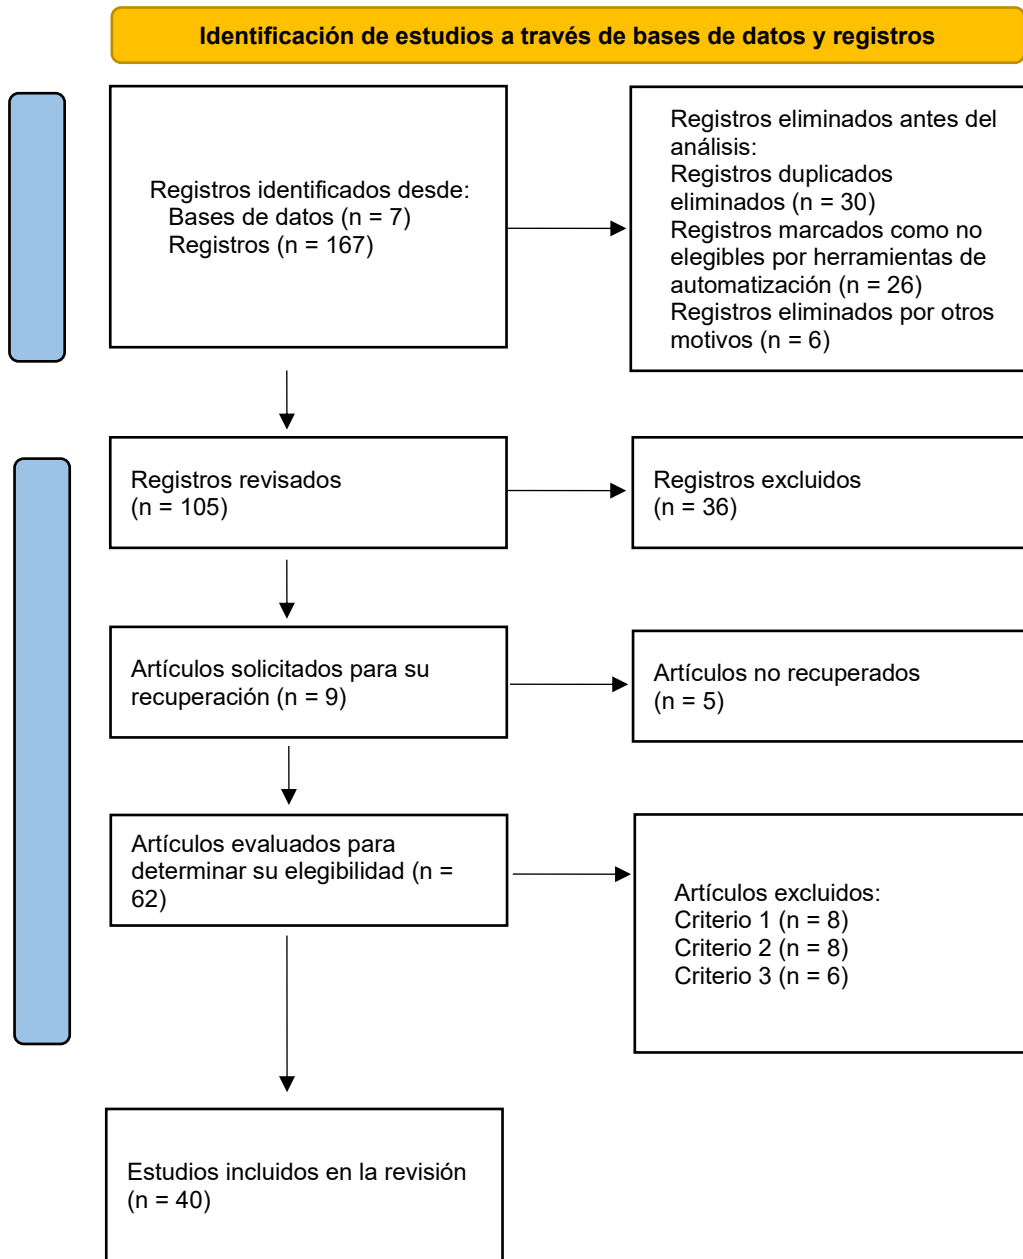 Identificación de estudios a través de bases de datos y registros
Registros identificados desde:
Bases de datos (n = 7)
Registros (n = 167)
Registros eliminados antes del
análisis:
Registros duplicados
eliminados (n = 30)
Registros marcados como no
elegibles por herramientas de
automatización (n = 26)
Registros eliminados por otros
motivos (n = 6)
Registros revisados
(n = 105)
Registros excluidos
(n = 36)
Artículos solicitados para su
recuperación (n = 9)
Artículos no recuperados
(n = 5)
Artículos evaluados para
determinar su elegibilidad (n =
62)
Artículos excluidos:
Criterio 1 (n = 8)
Criterio 2 (n = 8)
Criterio 3 (n = 6)
Estudios incluidos en la revisión
(n = 40)